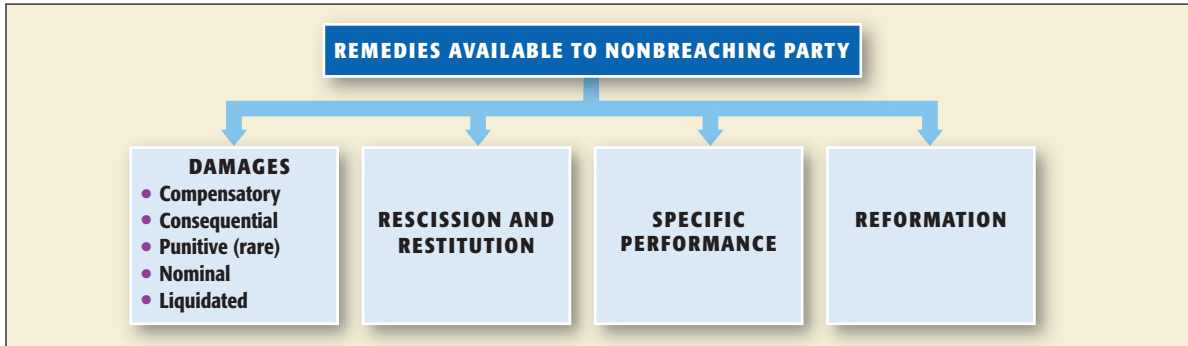 REMEDIES AVAILABLE TO NONBREACHING PARTY
DAMAGES
• Compensatory
• Consequential
• Punitive (rare)
• Nominal
• Liquidated
RESCISSION AND
RESTITUTION
SPECIFIC
PERFORMANCE
REFORMATION